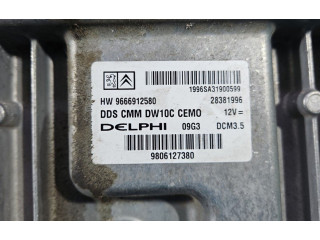 1996SA31900599
HW 9666912580 28381996
DDS CMM DW10C CEMO 12V=
DELPHI 09G3 DCM3.5
9806127380